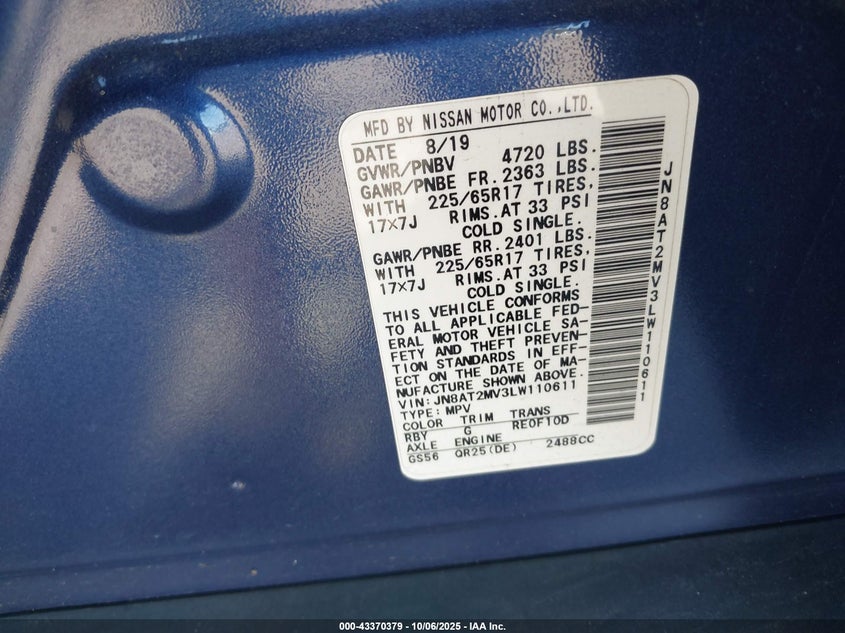 MFD BY NISSAN MOTOR CO.,LTD.
DATE 8/19
GVWR/PNBV 4720 LBS.
GAWR/PNBE FR. 2363 LBS.
WITH 225/65R17 TIRES,
17×7J RIMS. AT 33 PSI
COLD SINGLE.
GAWR/PNBE RR. 2401 LBS.
WITH 225/65R17 TIRES,
17×7J RIMS. AT 33 PSI
COLD SINGLE.
THIS VEHICLE CONFORMS
TO ALL APPLICABLE FED-
ERAL MOTOR VEHICLE SA-
FETY AND THEFT PREVEN-
TION STANDARDS IN EFF-
ECT ON THE DATE OF MA-
NUFACTURE SHOWN ABOVE.
VIN:JN8AT2MV3LW110611
TYPE:MPV
COLOR TRIM TRANS
RBY G RE0F10D
AXLE ENGINE
GS56 QR25(DE) 2488CC
JN8AT2MV3LW110611
000-43370379 - 10/06/2025 - IAA Inc.